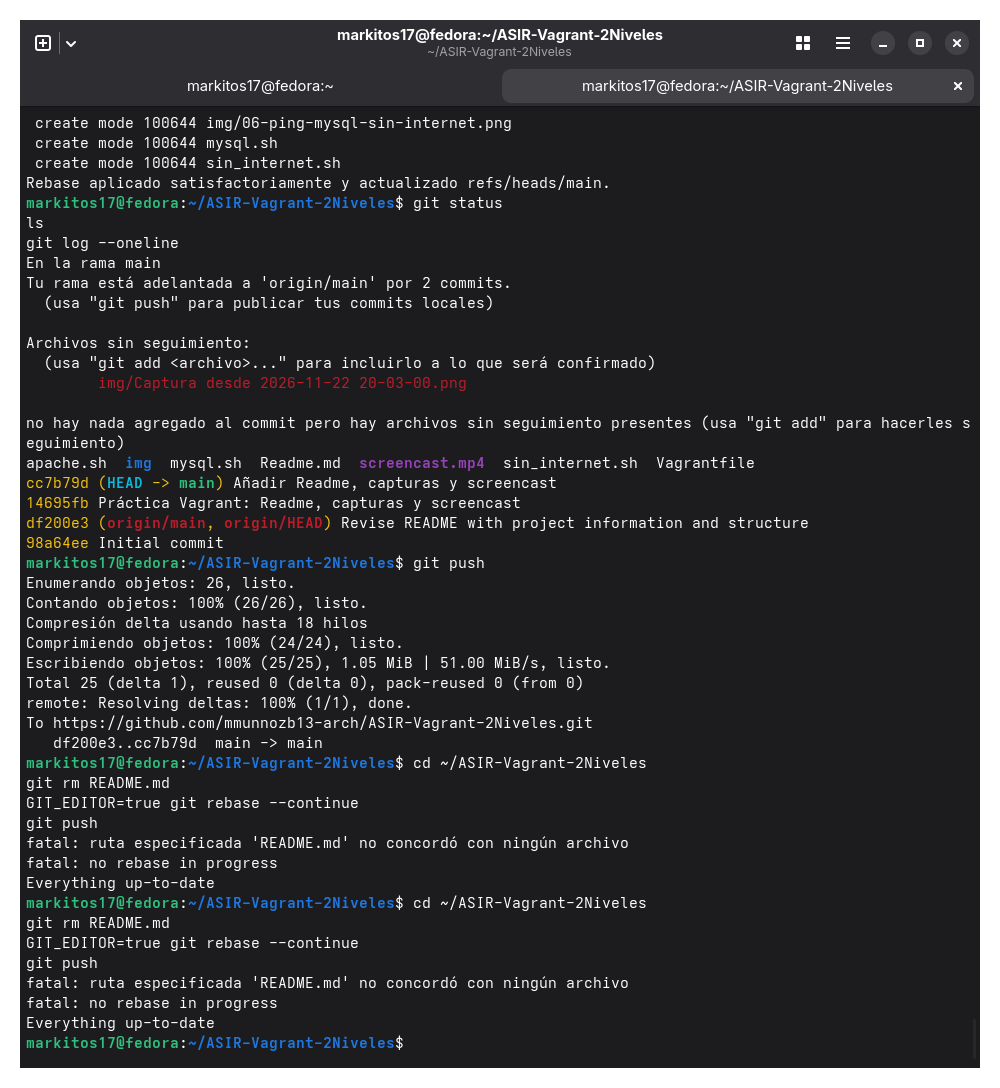 markitos17@fedora:~/ASIR-Vagrant-2Niveles
~/ASIR-Vagrant-2Niveles
markitos17@fedora:~
markitos17@fedora:~/ASIR-Vagrant-2Niveles
 create mode 100644 img/06-ping-mysql-sin-internet.png
 create mode 100644 mysql.sh
 create mode 100644 sin_internet.sh
Rebase aplicado satisfactoriamente y actualizado refs/heads/main.
markitos17@fedora:~/ASIR-Vagrant-2Niveles$ git status
ls
git log --oneline
En la rama main
Tu rama está adelantada a 'origin/main' por 2 commits.
  (usa "git push" para publicar tus commits locales)
Archivos sin seguimiento:
  (usa "git add <archivo>..." para incluirlo a lo que será confirmado)
        img/Captura desde 2026-11-22 20-03-00.png
no hay nada agregado al commit pero hay archivos sin seguimiento presentes (usa "git add" para hacerles s
eguimiento)
apache.sh  img  mysql.sh  Readme.md  screencast.mp4  sin_internet.sh  Vagrantfile
cc7b79d (HEAD -> main) Añadir Readme, capturas y screencast
14695fb Práctica Vagrant: Readme, capturas y screencast
df200e3 (origin/main, origin/HEAD) Revise README with project information and structure
98a64ee Initial commit
markitos17@fedora:~/ASIR-Vagrant-2Niveles$ git push
Enumerando objetos: 26, listo.
Contando objetos: 100% (26/26), listo.
Compresión delta usando hasta 18 hilos
Comprimiendo objetos: 100% (24/24), listo.
Escribiendo objetos: 100% (25/25), 1.05 MiB | 51.00 MiB/s, listo.
Total 25 (delta 1), reused 0 (delta 0), pack-reused 0 (from 0)
remote: Resolving deltas: 100% (1/1), done.
To https://github.com/mmunnozb13-arch/ASIR-Vagrant-2Niveles.git
   df200e3..cc7b79d  main -> main
markitos17@fedora:~/ASIR-Vagrant-2Niveles$ cd ~/ASIR-Vagrant-2Niveles
git rm README.md
GIT_EDITOR=true git rebase --continue
git push
fatal: ruta especificada 'README.md' no concordó con ningún archivo
fatal: no rebase in progress
Everything up-to-date
markitos17@fedora:~/ASIR-Vagrant-2Niveles$ cd ~/ASIR-Vagrant-2Niveles
git rm README.md
GIT_EDITOR=true git rebase --continue
git push
fatal: ruta especificada 'README.md' no concordó con ningún archivo
fatal: no rebase in progress
Everything up-to-date
markitos17@fedora:~/ASIR-Vagrant-2Niveles$